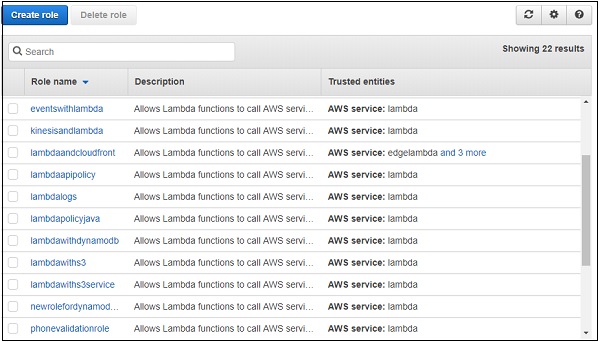 Create role Delete role
Search Showing 22 results
Role name Description Trusted entities
eventswithlambda Allows Lambda functions to call AWS servi... AWS service: lambda
kinesisandlambda Allows Lambda functions to call AWS servi... AWS service: lambda
lambdaandcloudfront Allows Lambda functions to call AWS servi... AWS service: edgelambda and 3 more
lambdaapipolicy Allows Lambda functions to call AWS servi... AWS service: lambda
lambdalogs Allows Lambda functions to call AWS servi... AWS service: lambda
lambdapolicyjava Allows Lambda functions to call AWS servi... AWS service: lambda
lambdawithdynamodb Allows Lambda functions to call AWS servi... AWS service: lambda
lambdawiths3 Allows Lambda functions to call AWS servi... AWS service: lambda
lambdawiths3service Allows Lambda functions to call AWS servi... AWS service: lambda
newrolefordynamod... Allows Lambda functions to call AWS servi... AWS service: lambda
phonevalidationrole Allows Lambda functions to call AWS servi... AWS service: lambda